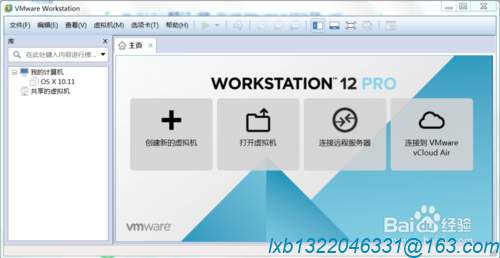 VMware Workstation
文件(F) 编辑(E) 查看(V) 虚拟机(M) 选项卡(T) 帮助(H)
库
在此处键入内容进行搜索...
我的计算机
OS X 10.11
共享的虚拟机
主页
WORKSTATION™ 12 PRO
创建新的虚拟机
打开虚拟机
连接远程服务器
连接到 VMware
vCloud Air
vmware
Baidu 经验
lxb1322046331@163.com